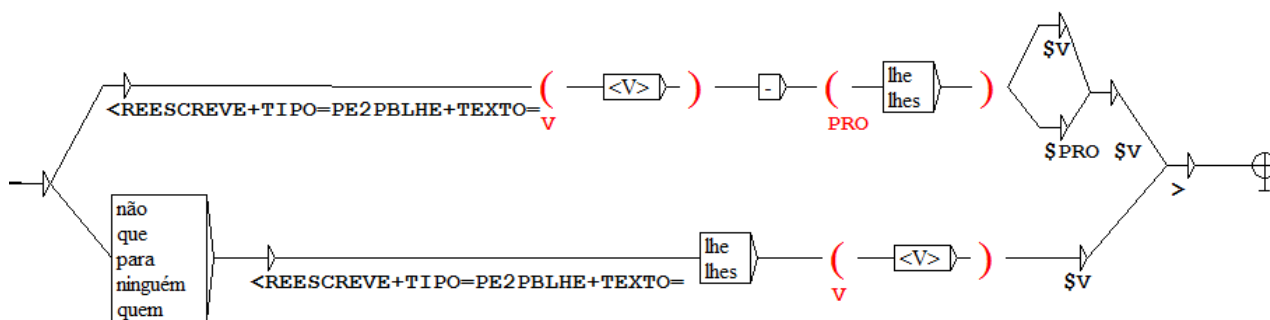 <REESCREVE+TIPO=PE2PBLHE+TEXTO=
(
V
<V>
)
-
(
PRO
lhe
lhes
)
$V
$PRO
$V
>
não
que
para
ninguém
quem
<REESCREVE+TIPO=PE2PBLHE+TEXTO=
lhe
lhes
(
V
<V>
)
$V